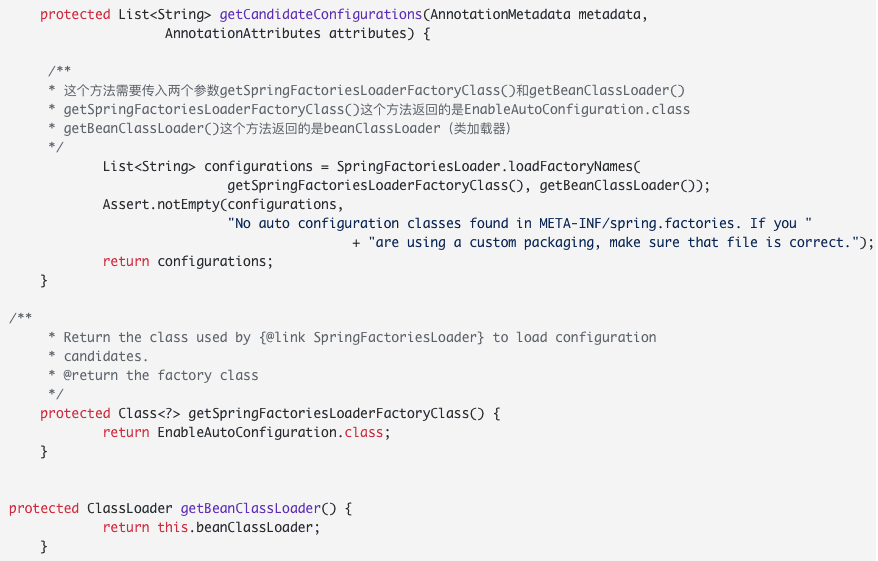 protected List<String> getCandidateConfigurations(AnnotationMetadata metadata,
AnnotationAttributes attributes) {
/**
* 这个方法需要传入两个参数getSpringFactoriesLoaderFactoryClass()和getBeanClassLoader()
* getSpringFactoriesLoaderFactoryClass()这个方法返回的是EnableAutoConfiguration.class
* getBeanClassLoader()这个方法返回的是beanClassLoader（类加载器）
*/
List<String> configurations = SpringFactoriesLoader.loadFactoryNames(
getSpringFactoriesLoaderFactoryClass(), getBeanClassLoader());
Assert.notEmpty(configurations,
"No auto configuration classes found in META-INF/spring.factories. If you "
+ "are using a custom packaging, make sure that file is correct.");
return configurations;
}
/**
* Return the class used by {@link SpringFactoriesLoader} to load configuration
* candidates.
* @return the factory class
*/
protected Class<?> getSpringFactoriesLoaderFactoryClass() {
return EnableAutoConfiguration.class;
}
protected ClassLoader getBeanClassLoader() {
return this.beanClassLoader;
}